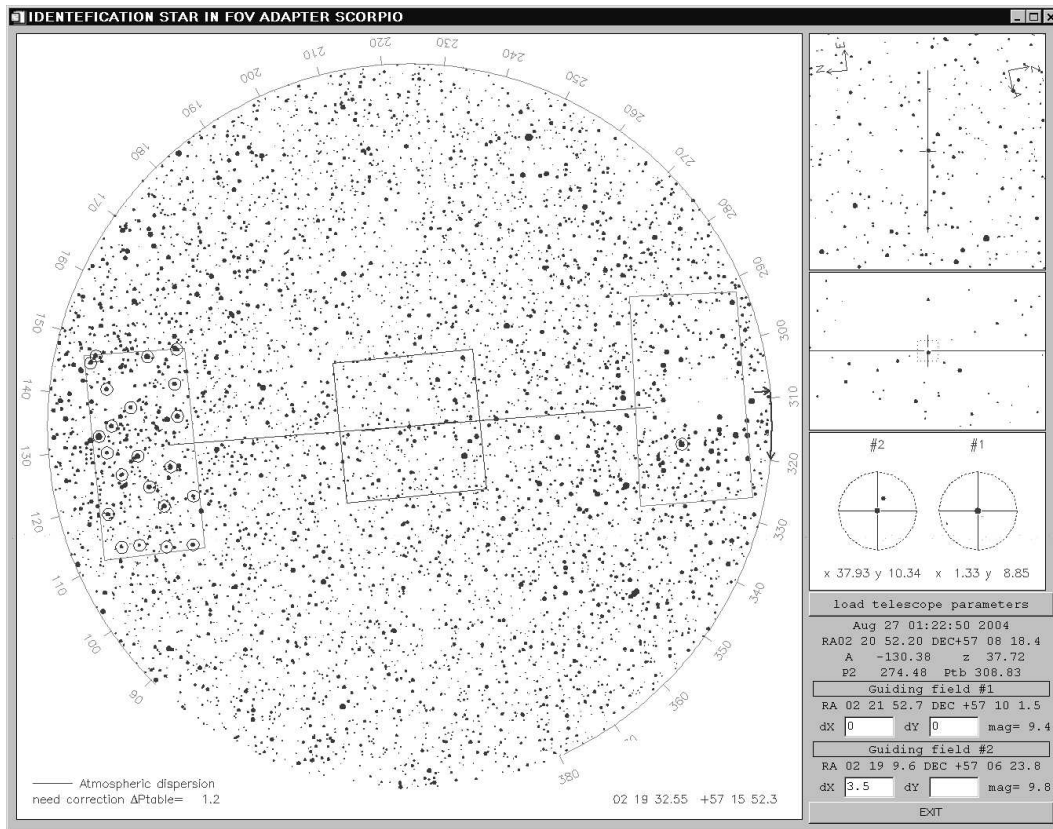 IDENTEFICATION STAR IN FOV ADAPTER SCORPIO
90
100
110
120
130
140
150
160
170
180
190
200
210
220
230
240
250
260
270
280
290
300
310
320
330
340
350
360
380
Atmospheric dispersion
need correction ΔPtable= 1.2
02 19 32.55 +57 15 52.3
N E
A
#2 #1
x 37.93 y 10.34 x 1.33 y 8.85
load telescope parameters
Aug 27 01:22:50 2004
RA02 20 52.20 DEC+57 08 18.4
A -130.38 z 37.72
P2 274.48 Ptb 308.83
Guiding field #1
RA 02 21 52.7 DEC +57 10 1.5
dX 0 dY 0 mag= 9.4
Guiding field #2
RA 02 19 9.6 DEC +57 06 23.8
dX 3.5 dY mag= 9.8
EXIT